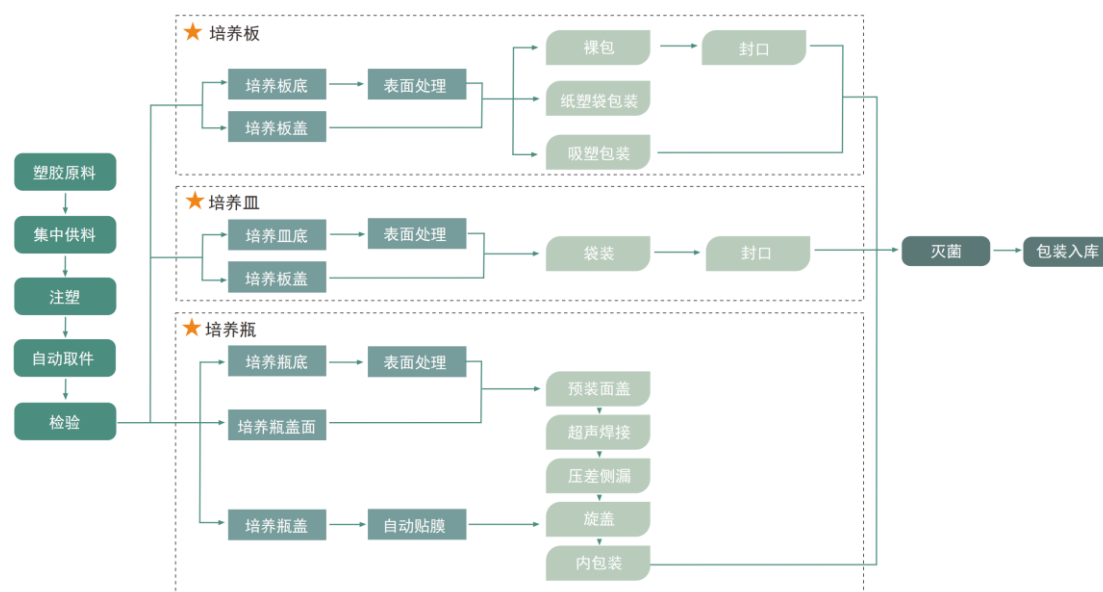 塑胶原料
集中供料
注塑
自动取件
检验
培养板
培养板底
表面处理
培养板盖
裸包
封口
纸塑袋包装
吸塑包装
培养皿
培养皿底
表面处理
培养板盖
袋装
封口
培养瓶
培养瓶底
表面处理
培养瓶盖面
培养瓶盖
自动贴膜
预装面盖
超声焊接
压差侧漏
旋盖
内包装
灭菌
包装入库